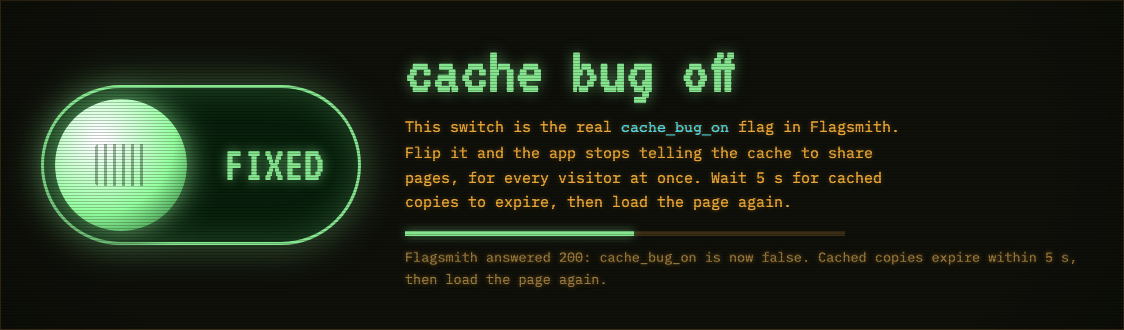 cache bug off
FIXED
This switch is the real cache_bug_on flag in Flagsmith.
Flip it and the app stops telling the cache to share
pages, for every visitor at once. Wait 5 s for cached
copies to expire, then load the page again.
Flagsmith answered 200: cache_bug_on is now false. Cached copies expire within 5 s,
then load the page again.